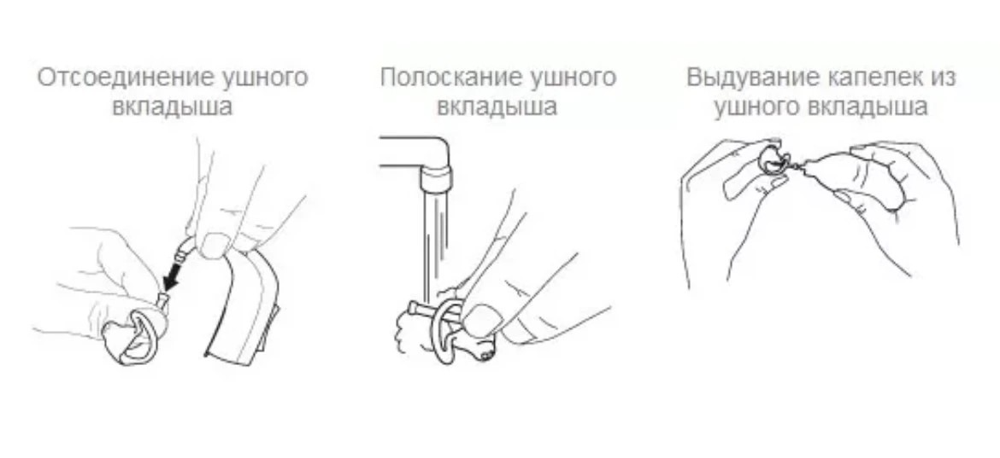 Отсоединение ушного
вкладыша
Полоскание ушного
вкладыша
Выдувание капелек из
ушного вкладыша